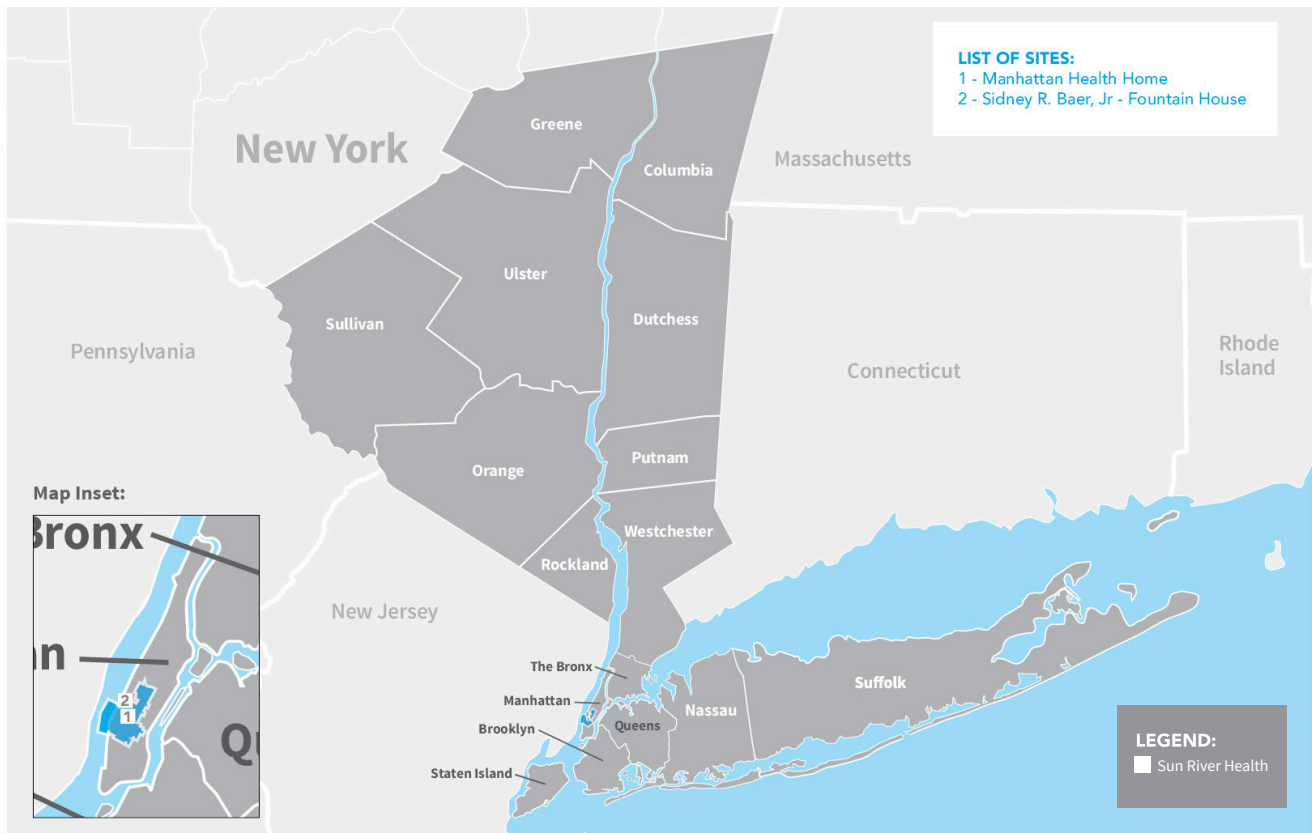 LIST OF SITES:
1 - Manhattan Health Home
2 - Sidney R. Baer, Jr - Fountain House
New York
Greene
Columbia
Massachusetts
Ulster
Sullivan
Dutchess
Pennsylvania
Connecticut
Rhode
Island
Orange
Putnam
Westchester
Rockland
New Jersey
Map Inset:
Bronx
an
2
1
Qu
The Bronx
Manhattan
Brooklyn
Staten Island
Queens
Nassau
Suffolk
LEGEND:
Sun River Health